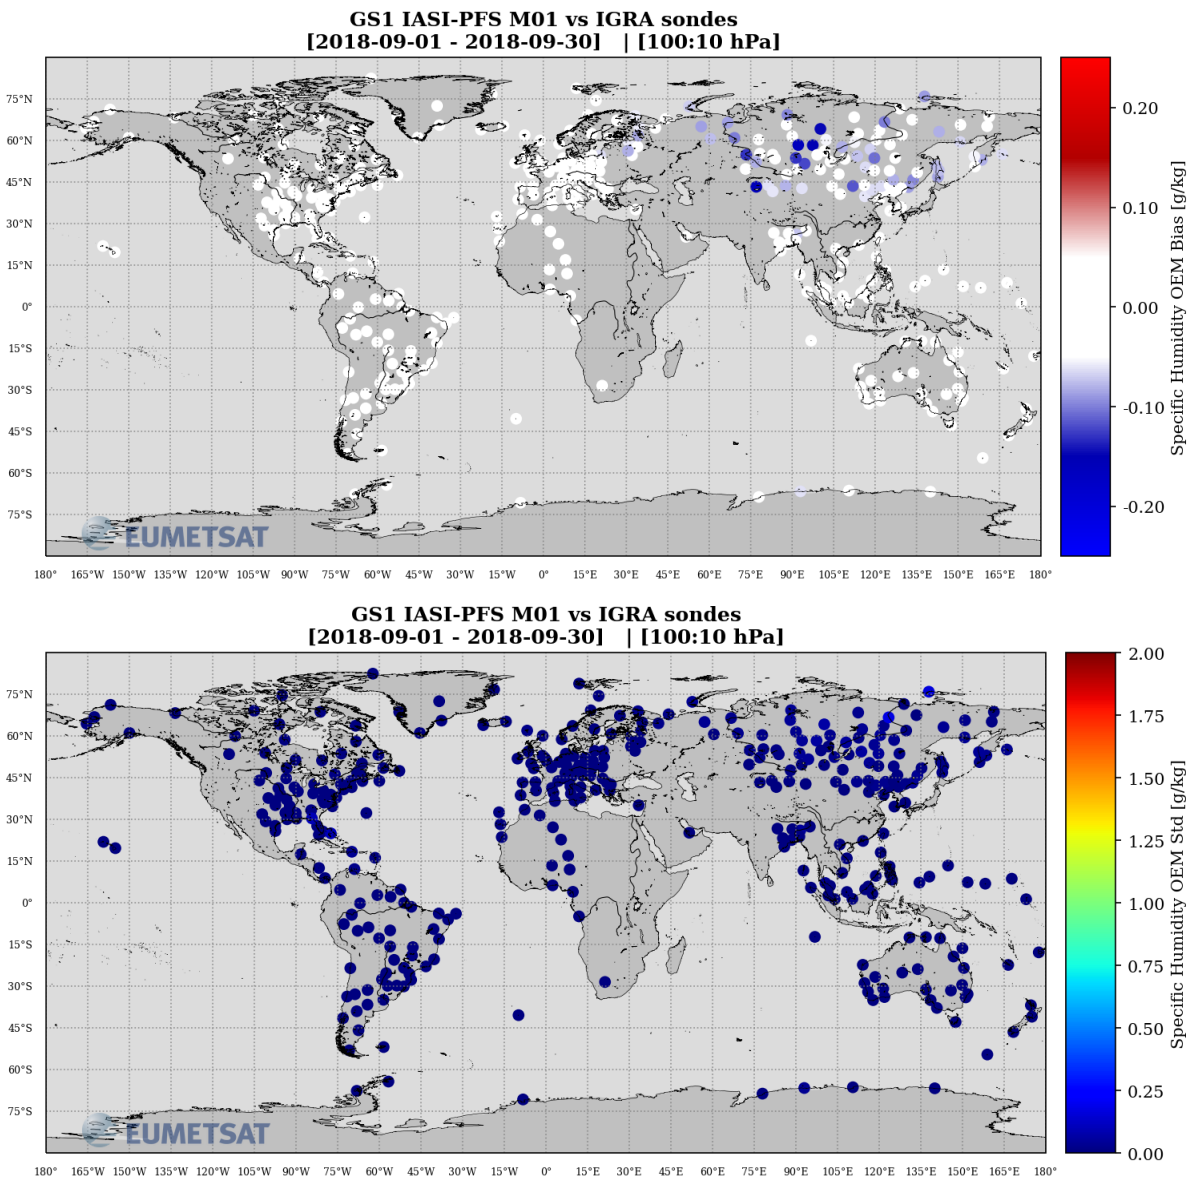 GS1 IASI-PFS M01 vs IGRA sondes
[2018-09-01 - 2018-09-30]   | [100:10 hPa]
75°N
60°N
45°N
30°N
15°N
0°
15°S
30°S
45°S
60°S
75°S
EUMETSAT
180° 165°W 150°W 135°W 120°W 105°W 90°W 75°W 60°W 45°W 30°W 15°W 0° 15°E 30°E 45°E 60°E 75°E 90°E 105°E 120°E 135°E 150°E 165°E 180°
0.20
0.10
0.00
-0.10
-0.20
Specific Humidity OEM Bias [g/kg]
GS1 IASI-PFS M01 vs IGRA sondes
[2018-09-01 - 2018-09-30]   | [100:10 hPa]
75°N
60°N
45°N
30°N
15°N
0°
15°S
30°S
45°S
60°S
75°S
EUMETSAT
180° 165°W 150°W 135°W 120°W 105°W 90°W 75°W 60°W 45°W 30°W 15°W 0° 15°E 30°E 45°E 60°E 75°E 90°E 105°E 120°E 135°E 150°E 165°E 180°
2.00
1.75
1.50
1.25
1.00
0.75
0.50
0.25
0.00
Specific Humidity OEM Std [g/kg]